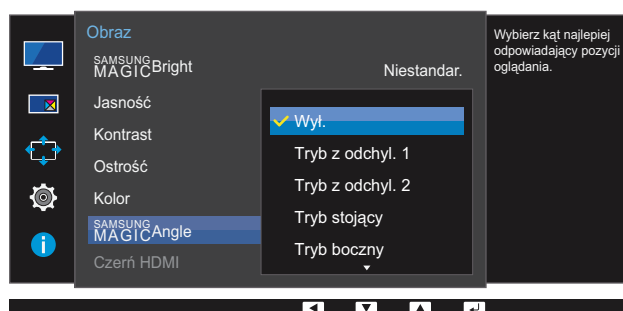 Obraz
SAMSUNG
MAGICBright
Niestandar.
Jasność
Kontrast
Ostrość
Kolor
SAMSUNG
MAGICAngle
Czerń HDMI
Wył.
Tryb z odchyl. 1
Tryb z odchyl. 2
Tryb stojący
Tryb boczny
Wybierz kąt najlepiej
odpowiadający pozycji
oglądania.